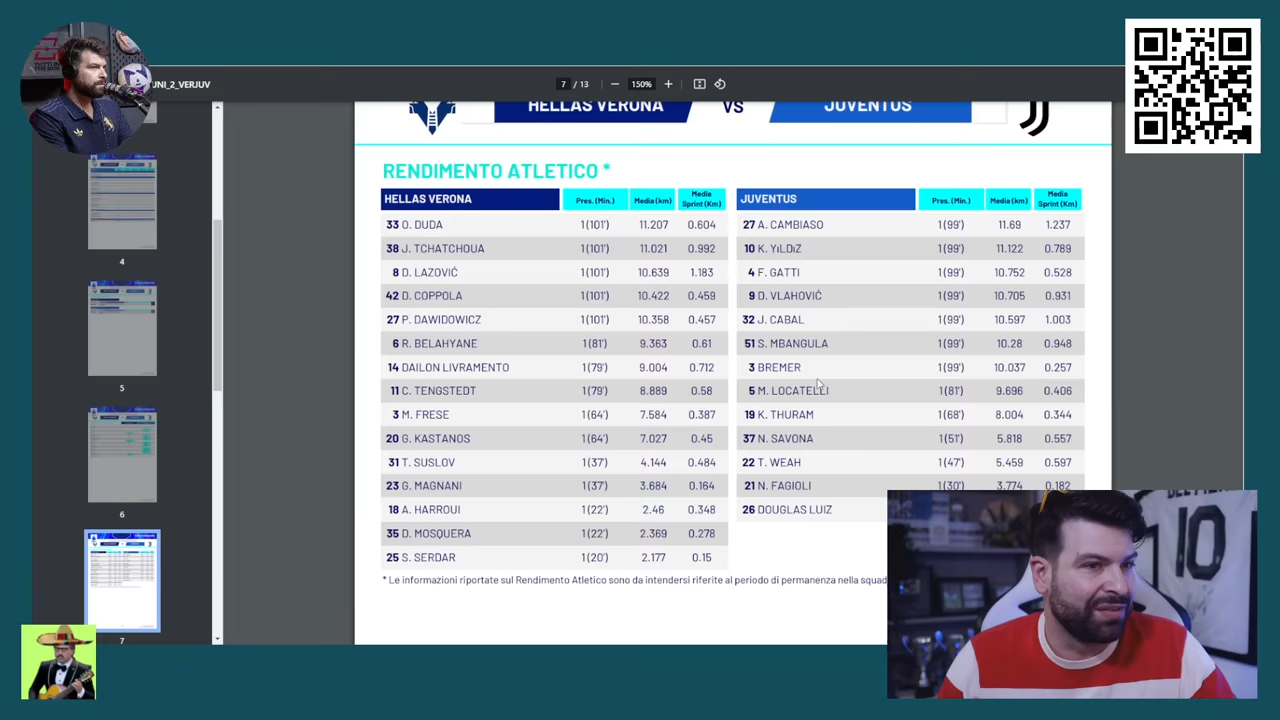 UNI_2_VERJUV
7 / 13
150%
HELLAS VERONA
VS
JUVENTUS
RENDIMENTO ATLETICO *
HELLAS VERONA Pres. (Min.) Media (km) Media Sprint (Km)
33 O. DUDA 1 (101') 11.207 0.604
38 J. TCHATCHOUA 1 (101') 11.021 0.992
8 D. LAZOVIĆ 1 (101') 10.639 1.183
42 D. COPPOLA 1 (101') 10.422 0.459
27 P. DAWIDOWICZ 1 (101') 10.358 0.457
6 R. BELAHYANE 1 (81') 9.363 0.61
14 DAILON LIVRAMENTO 1 (79') 9.004 0.712
11 C. TENGSTEDT 1 (79') 8.889 0.58
3 M. FRESE 1 (64') 7.584 0.387
20 G. KASTANOS 1 (64') 7.027 0.45
31 T. SUSLOV 1 (37') 4.144 0.484
23 G. MAGNANI 1 (37') 3.684 0.164
18 A. HARROUI 1 (22') 2.46 0.348
35 D. MOSQUERA 1 (22') 2.369 0.278
25 S. SERDAR 1 (20') 2.177 0.15
JUVENTUS Pres. (Min.) Media (km) Media Sprint (Km)
27 A. CAMBIASO 1 (99') 11.69 1.237
10 K. YıLDıZ 1 (99') 11.122 0.789
4 F. GATTI 1 (99') 10.752 0.528
9 D. VLAHOVIĆ 1 (99') 10.705 0.931
32 J. CABAL 1 (99') 10.597 1.003
51 S. MBANGULA 1 (99') 10.28 0.948
3 BREMER 1 (99') 10.037 0.257
5 M. LOCATELLI 1 (81') 9.696 0.406
19 K. THURAM 1 (68') 8.004 0.344
37 N. SAVONA 1 (51') 5.818 0.557
22 T. WEAH 1 (47') 5.459 0.597
21 N. FAGIOLI 1 (30') 3.774 0.182
26 DOUGLAS LUIZ
* Le informazioni riportate sul Rendimento Atletico sono da intendersi riferite al periodo di permanenza nella squad
4
5
6
7
10